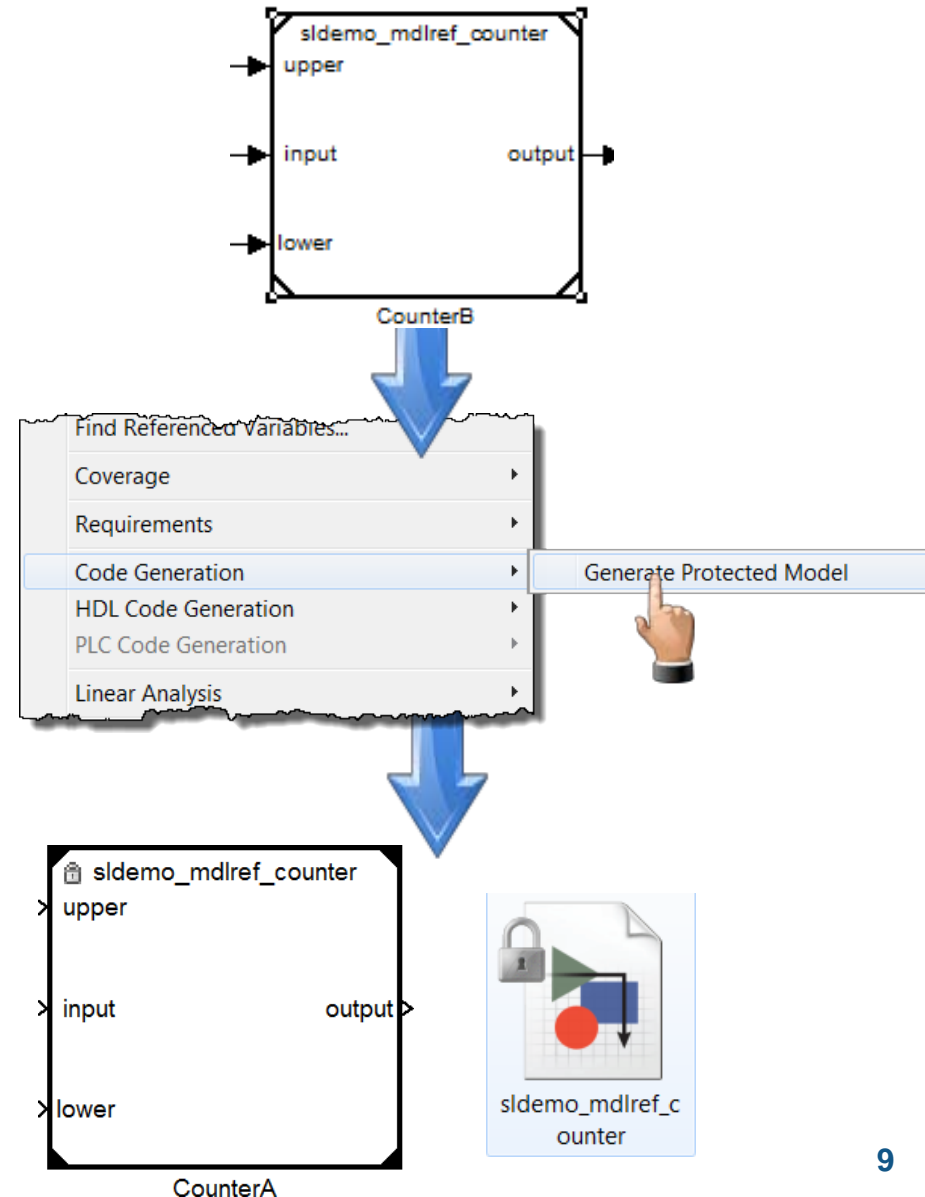 sldemo_mdlref_counter
upper
input output
lower
CounterB
Find Referenced Variables...
Coverage
Requirements
Code Generation
Generate Protected Model
HDL Code Generation
PLC Code Generation
Linear Analysis
sldemo_mdlref_counter
upper
input output
lower
CounterA
sldemo_mdlref_c
ounter
9